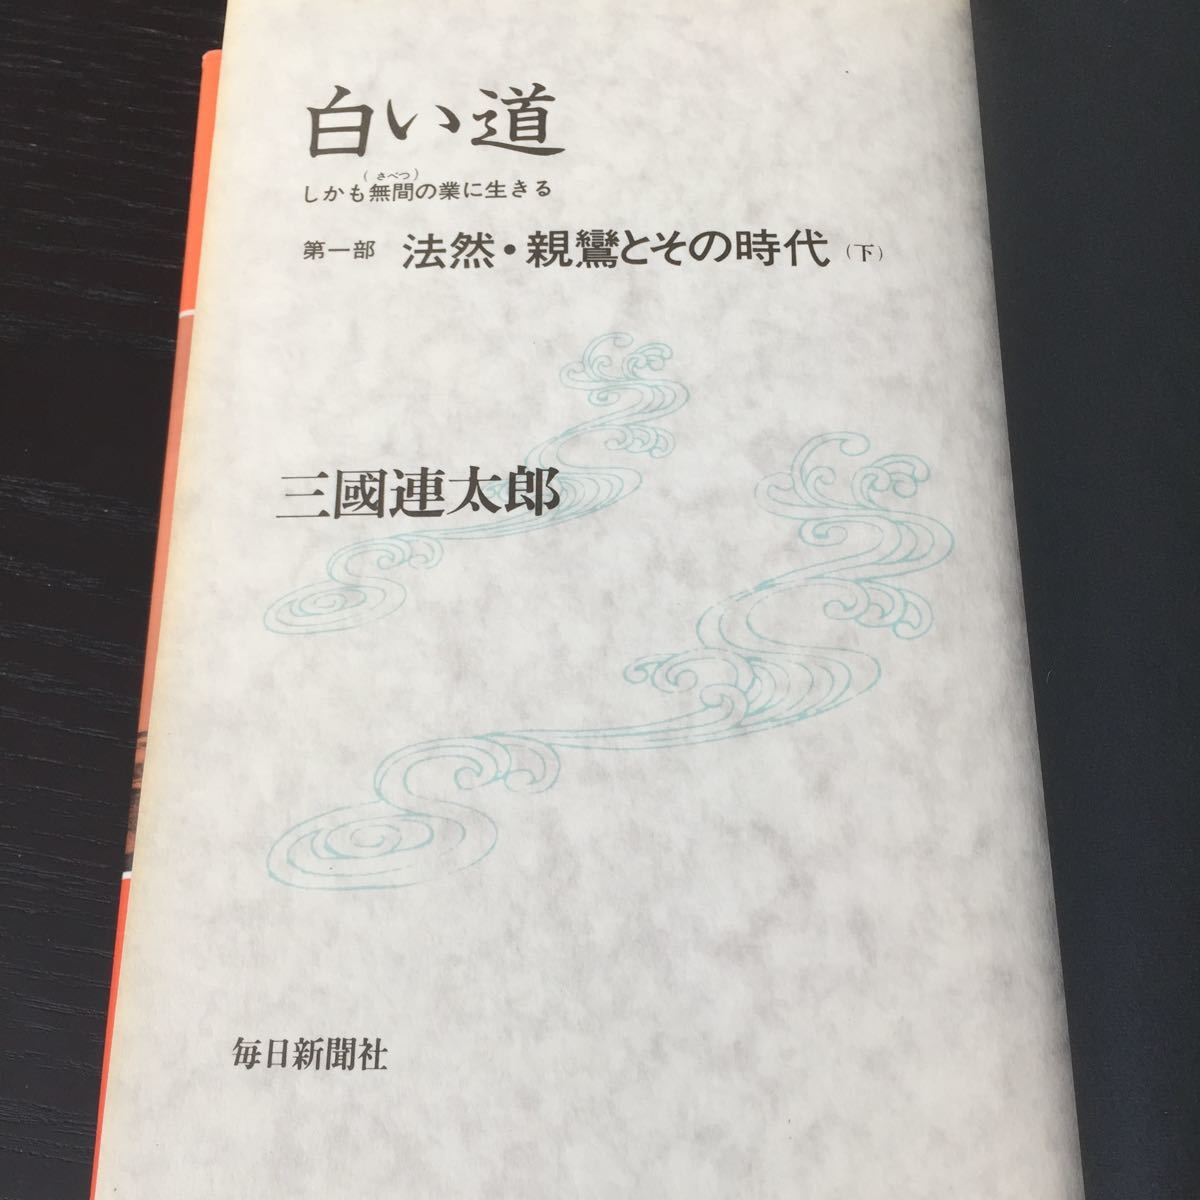 白い道
(さべつ)
しかも無間の業に生きる
第一部 法然・親鸞とその時代(下)
三國連太郎
毎日新聞社